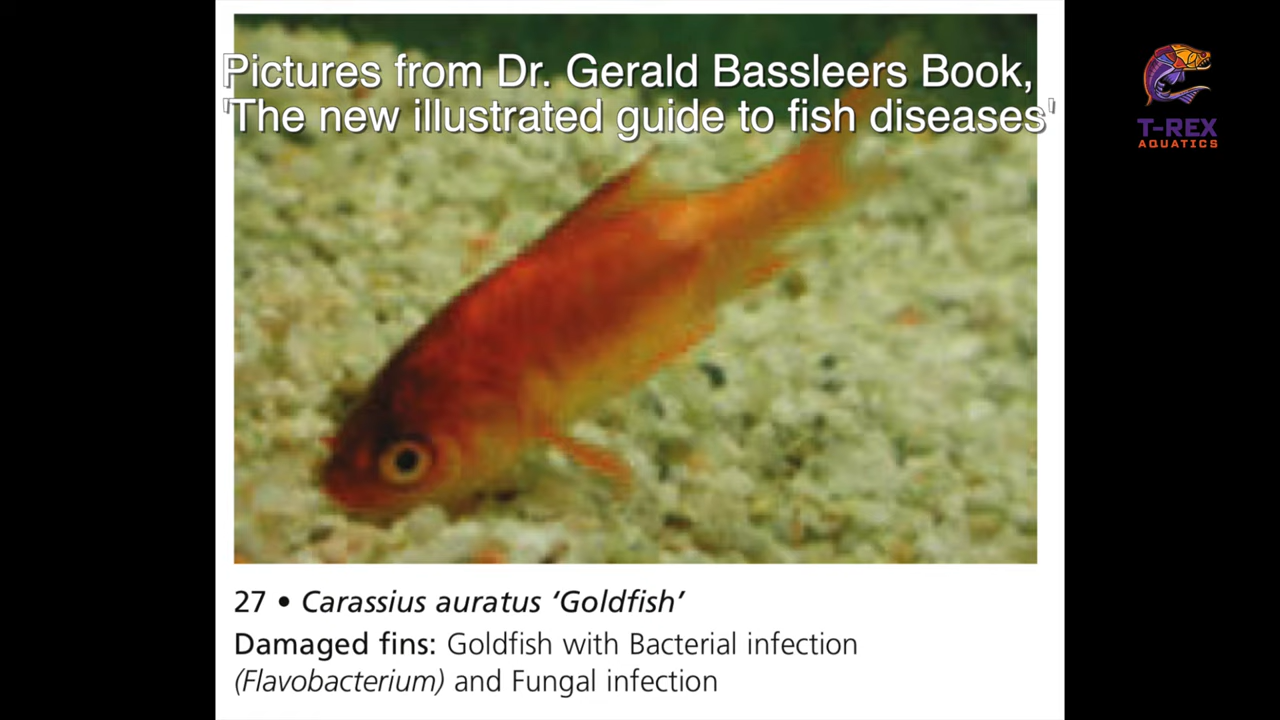 Pictures from Dr. Gerald Bassleers Book,
'The new illustrated guide to fish diseases'
T-REX
AQUATICS
27 • Carassius auratus ‘Goldfish’
Damaged fins: Goldfish with Bacterial infection
(Flavobacterium) and Fungal infection